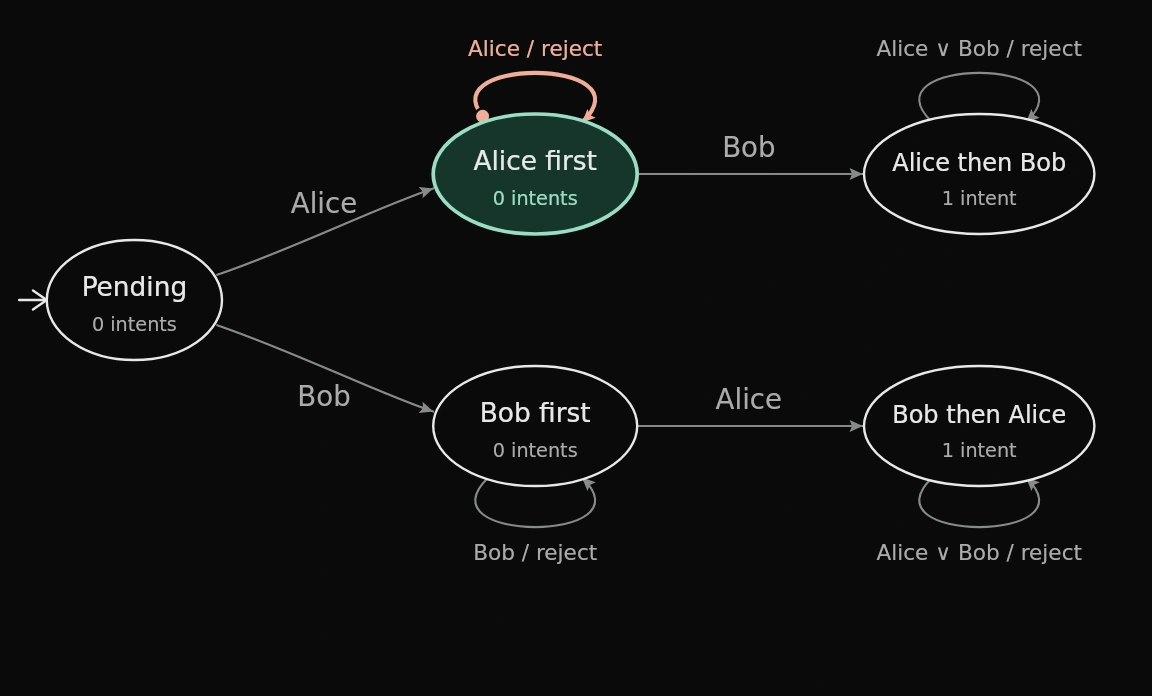 Alice / reject
Alice ∨ Bob / reject
Alice first
0 intents
Bob
Alice then Bob
1 intent
Alice
Pending
0 intents
Bob
Bob first
0 intents
Alice
Bob then Alice
1 intent
Bob / reject
Alice ∨ Bob / reject